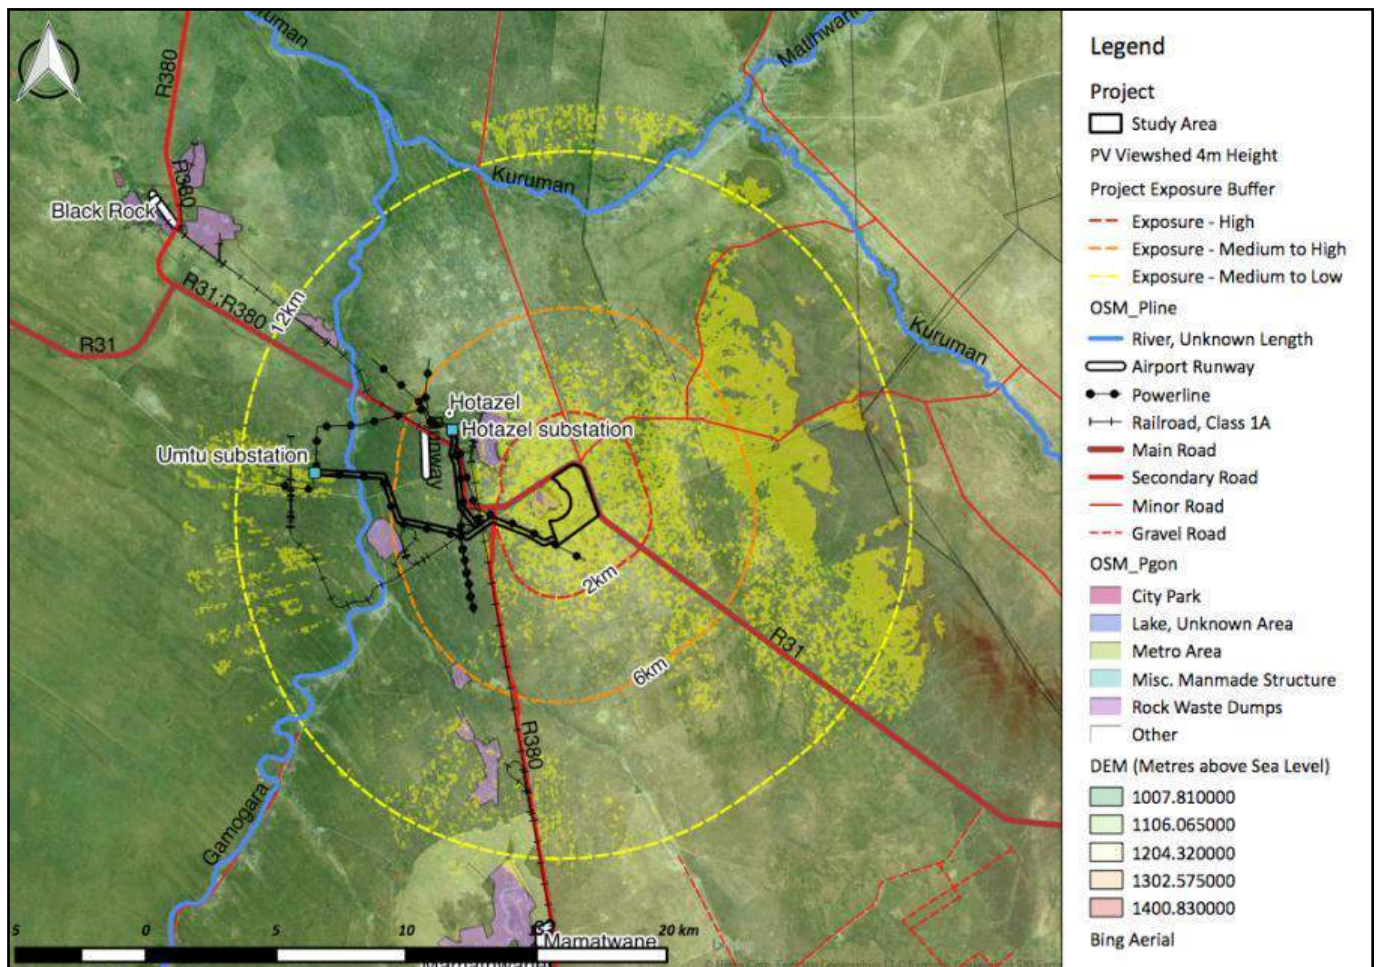 R380
Kuruman
Matlhwari
R380
Black Rock
Kuruman
R31;R380
12km
R31
Kuruman
Hotazel
Hotazel substation
Umtu substation
2km
R31
6km
R380
Gamogara
5 0 5 10 20 km
Mamatwane
Legend
Project
Study Area
PV Viewshed 4m Height
Project Exposure Buffer
Exposure - High
Exposure - Medium to High
Exposure - Medium to Low
OSM_Pline
River, Unknown Length
Airport Runway
Powerline
Railroad, Class 1A
Main Road
Secondary Road
Minor Road
Gravel Road
OSM_Pgon
City Park
Lake, Unknown Area
Metro Area
Misc. Manmade Structure
Rock Waste Dumps
Other
DEM (Metres above Sea Level)
1007.810000
1106.065000
1204.320000
1302.575000
1400.830000
Bing Aerial